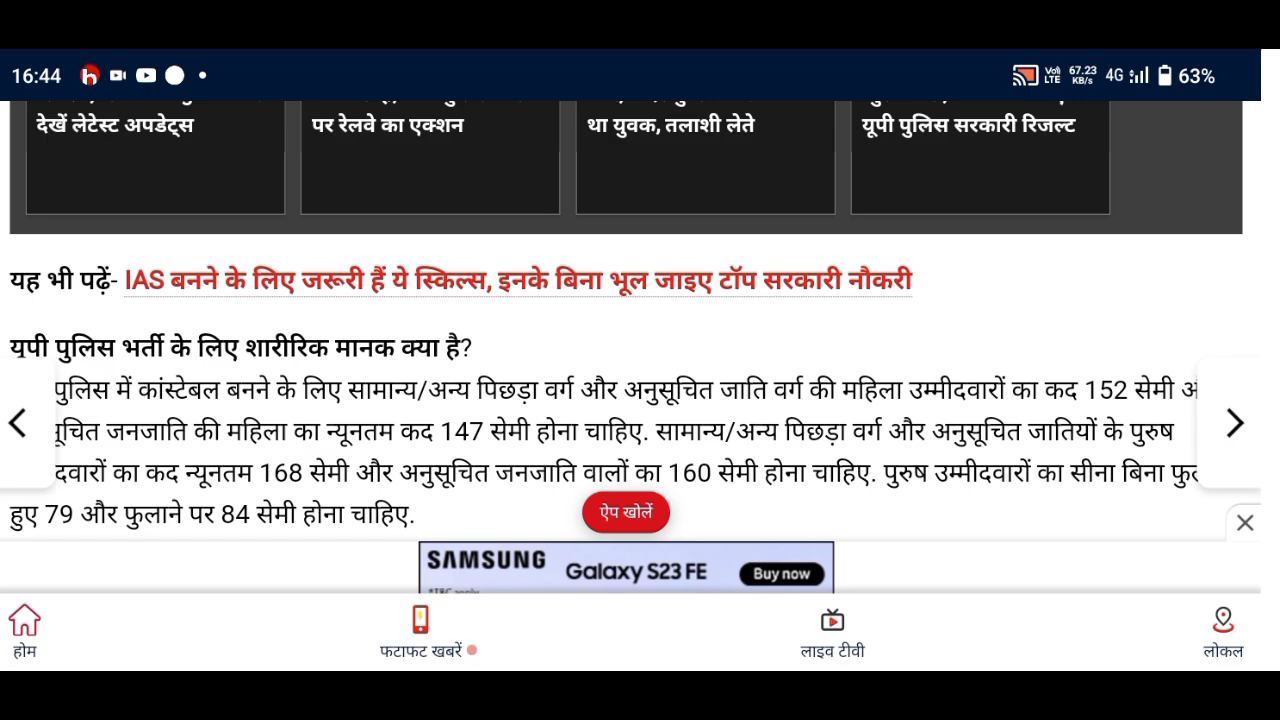 16:44
Vo)) LTE
67.23 KB/s
4G
63%
देखें लेटेस्ट अपडेट्स
पर रेलवे का एक्शन
था युवक, तलाशी लेते
यूपी पुलिस सरकारी रिजल्ट
यह भी पढ़ें- IAS बनने के लिए जरूरी हैं ये स्किल्स, इनके बिना भूल जाइए टॉप सरकारी नौकरी
यूपी पुलिस भर्ती के लिए शारीरिक मानक क्या है?
पुलिस में कांस्टेबल बनने के लिए सामान्य/अन्य पिछड़ा वर्ग और अनुसूचित जाति वर्ग की महिला उम्मीदवारों का कद 152 सेमी
जनजाति की महिला का न्यूनतम कद 147 सेमी होना चाहिए. सामान्य/अन्य पिछड़ा वर्ग और अनुसूचित जातियों के पुरुष
का कद न्यूनतम 168 सेमी और अनुसूचित जनजाति वालों का 160 सेमी होना चाहिए. पुरुष उम्मीदवारों का सीना बिना
हुए 79 और फुलाने पर 84 सेमी होना चाहिए.
ऐप खोलें
SAMSUNG
Galaxy S23 FE
Buy now
होम
फटाफट खबरें
लाइव टीवी
लोकल